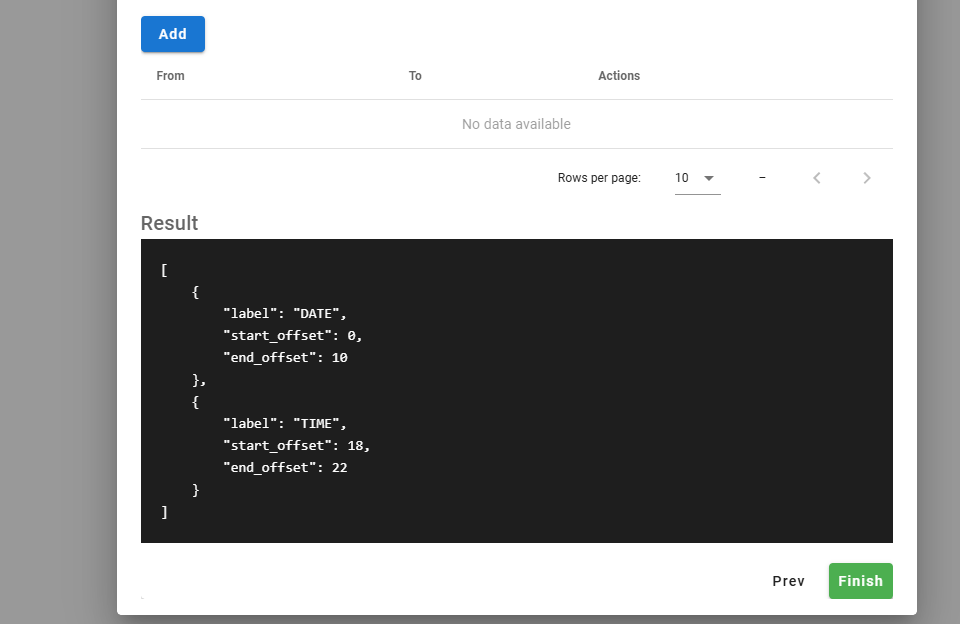 Add
From To Actions
No data available
Rows per page: 10 –
Result
[
    {
        "label": "DATE",
        "start_offset": 0,
        "end_offset": 10
    },
    {
        "label": "TIME",
        "start_offset": 18,
        "end_offset": 22
    }
]
Prev Finish